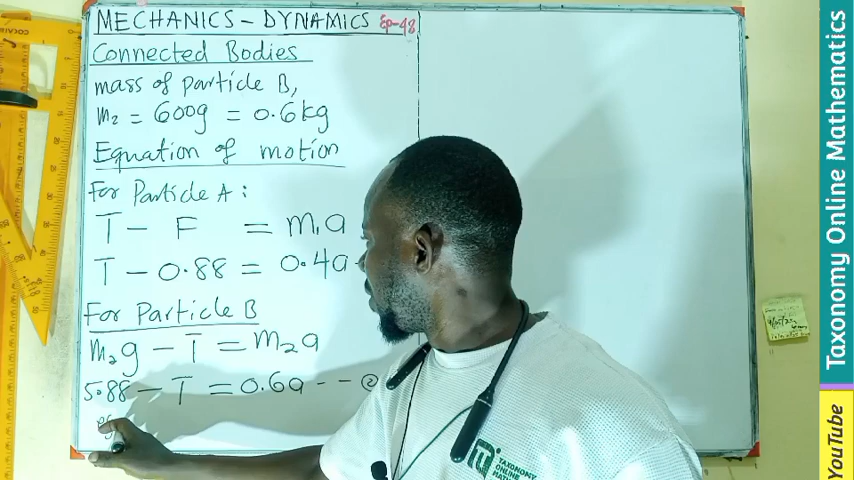 MECHANICS - DYNAMICS Ep-48
Connected Bodies
mass of particle B,
m₂ = 600g = 0.6kg
Equation of motion
For Particle A:
T - F = m₁a
T - 0.88 = 0.4a
For Particle B
m₂g - T = m₂a
5.88 - T = 0.6a - - ②
TAXONOMY
ONLINE
Taxonomy Online Mathematics
YouTube